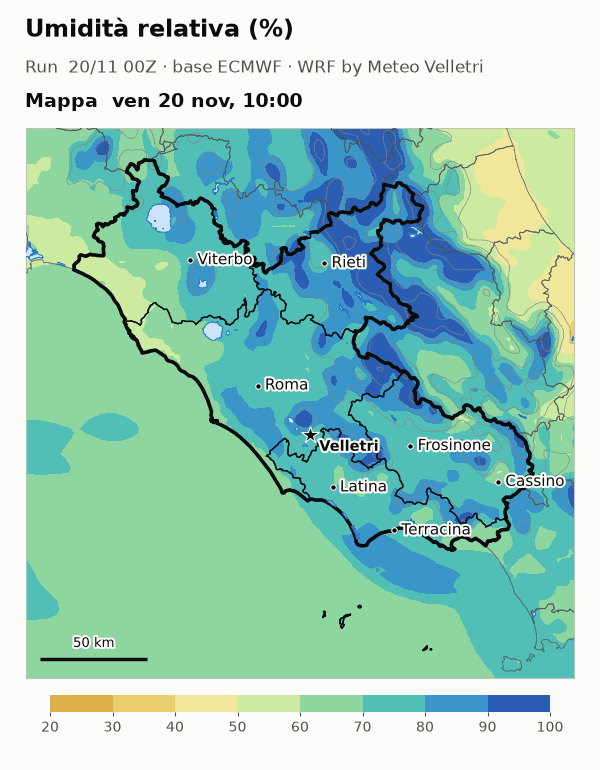 Umidità relativa (%)
Run  20/11 00Z · base ECMWF · WRF by Meteo Velletri
Mappa  ven 20 nov, 10:00
Viterbo
Rieti
Roma
Velletri
Frosinone
Cassino
Latina
Terracina
50 km
20 30 40 50 60 70 80 90 100